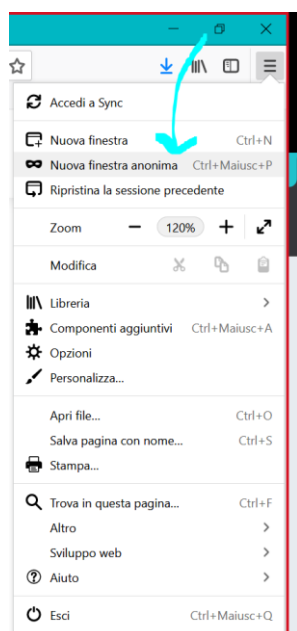 Accedi a Sync
Nuova finestra Ctrl+N
Nuova finestra anonima Ctrl+Maiusc+P
Ripristina la sessione precedente
Zoom 120%
Modifica
Libreria
Componenti aggiuntivi Ctrl+Maiusc+A
Opzioni
Personalizza...
Apri file... Ctrl+O
Salva pagina con nome... Ctrl+S
Stampa...
Trova in questa pagina... Ctrl+F
Altro
Sviluppo web
Aiuto
Esci Ctrl+Maiusc+Q